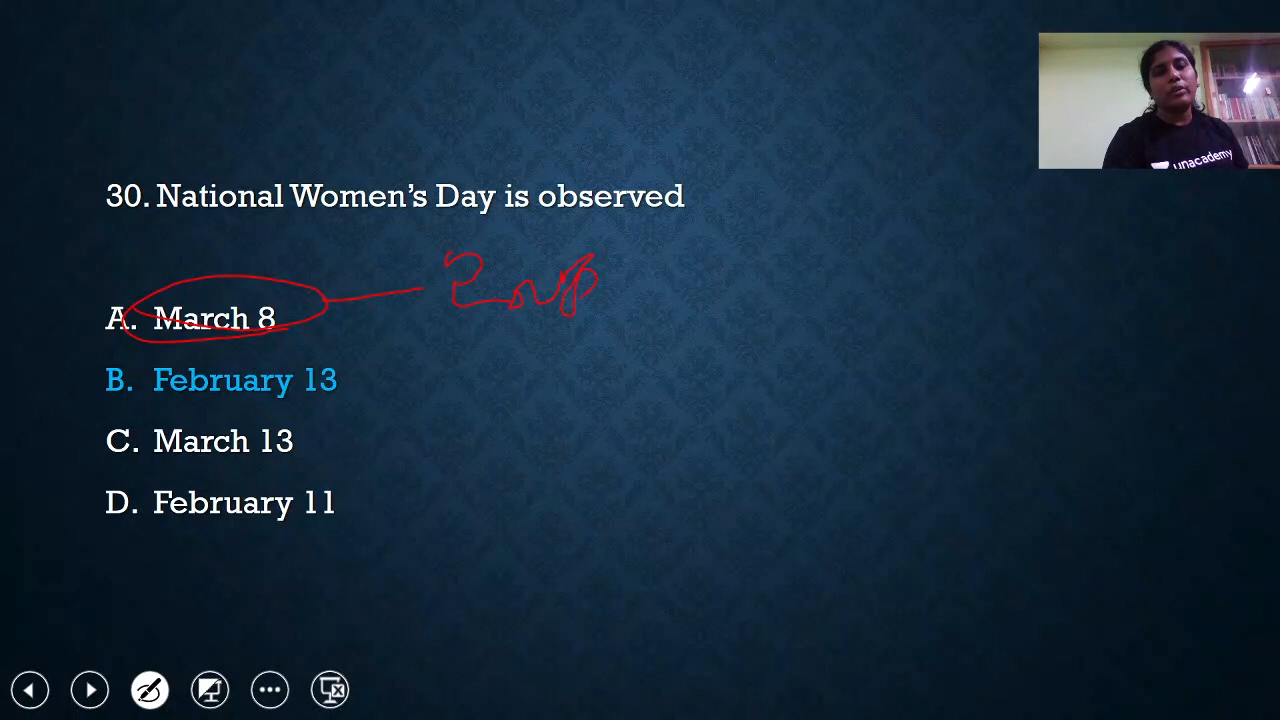 30. National Women’s Day is observed
A. March 8
B. February 13
C. March 13
D. February 11
unacademy